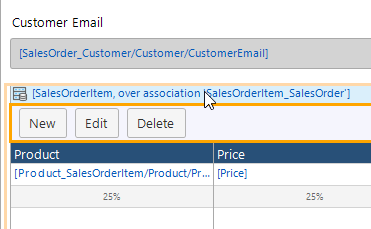 Customer Email
[SalesOrder_Customer/Customer/CustomerEmail]
[SalesOrderItem, over association 'SalesOrderItem_SalesOrder']
New Edit Delete
Product Price
[Product_SalesOrderItem/Product/Pr... [Price]
25% 25%